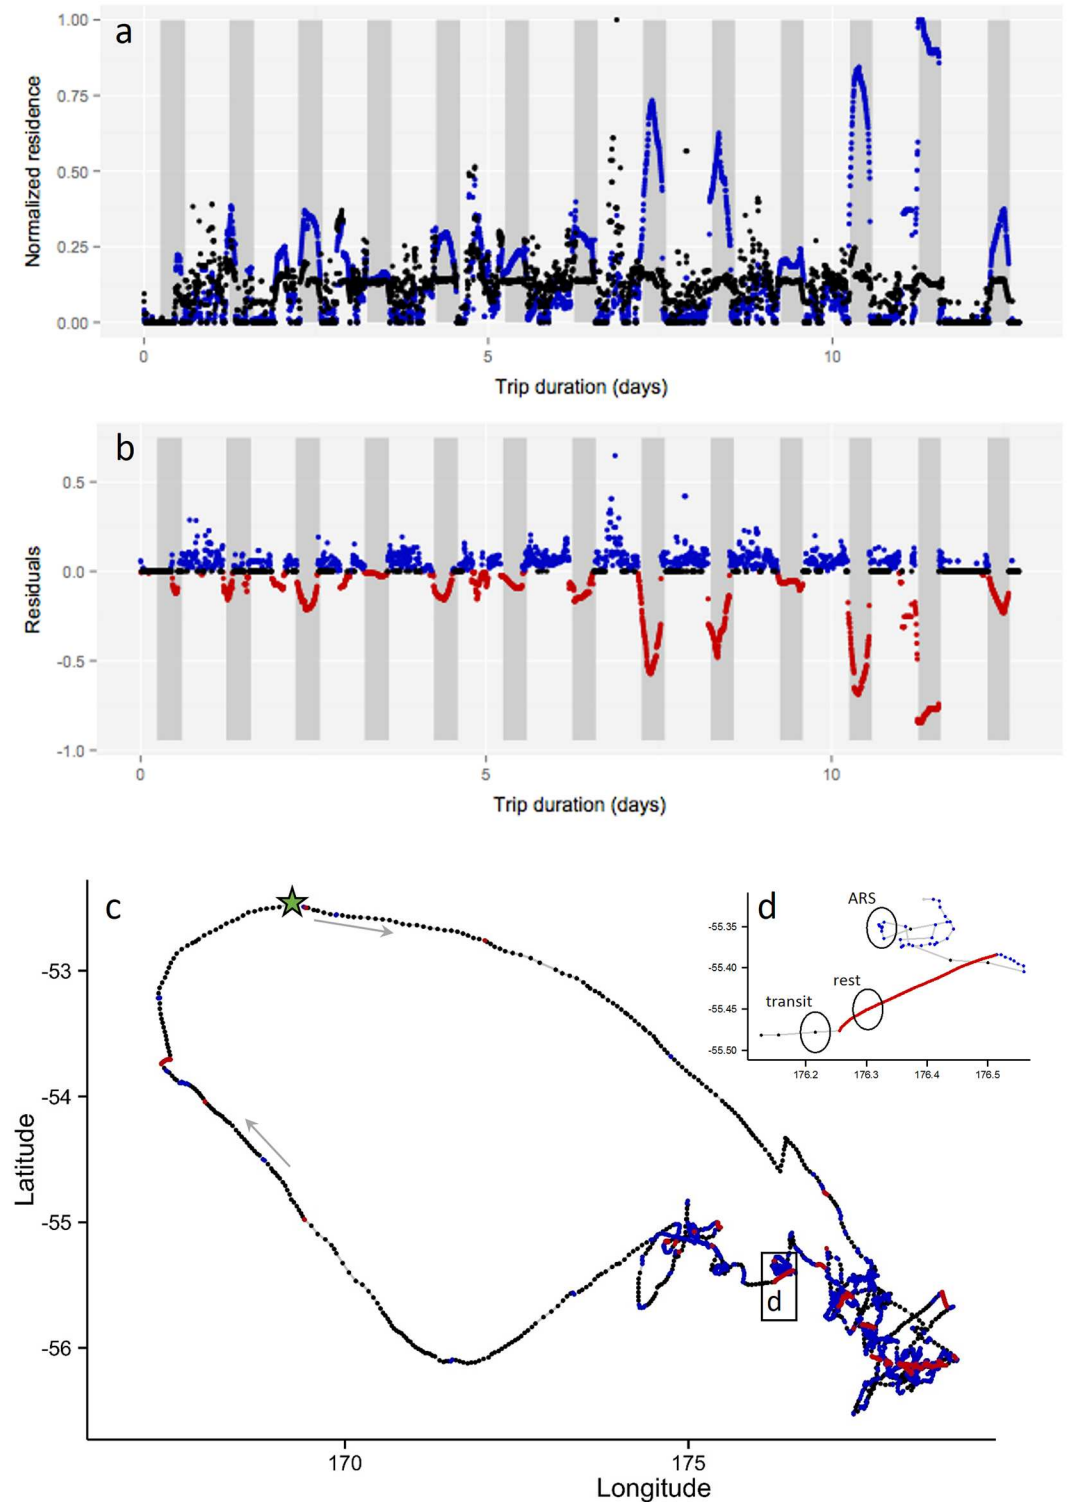 a
1.00
0.75
0.50
0.25
0.00
Normalized residence
0
5
10
Trip duration (days)
b
0.5
0.0
-0.5
-1.0
Residuals
0
5
10
Trip duration (days)
c
-53
-54
-55
-56
Latitude
170
175
Longitude
d
d
ARS
rest
transit
-55.35
-55.40
-55.45
-55.50
176.2
176.3
176.4
176.5